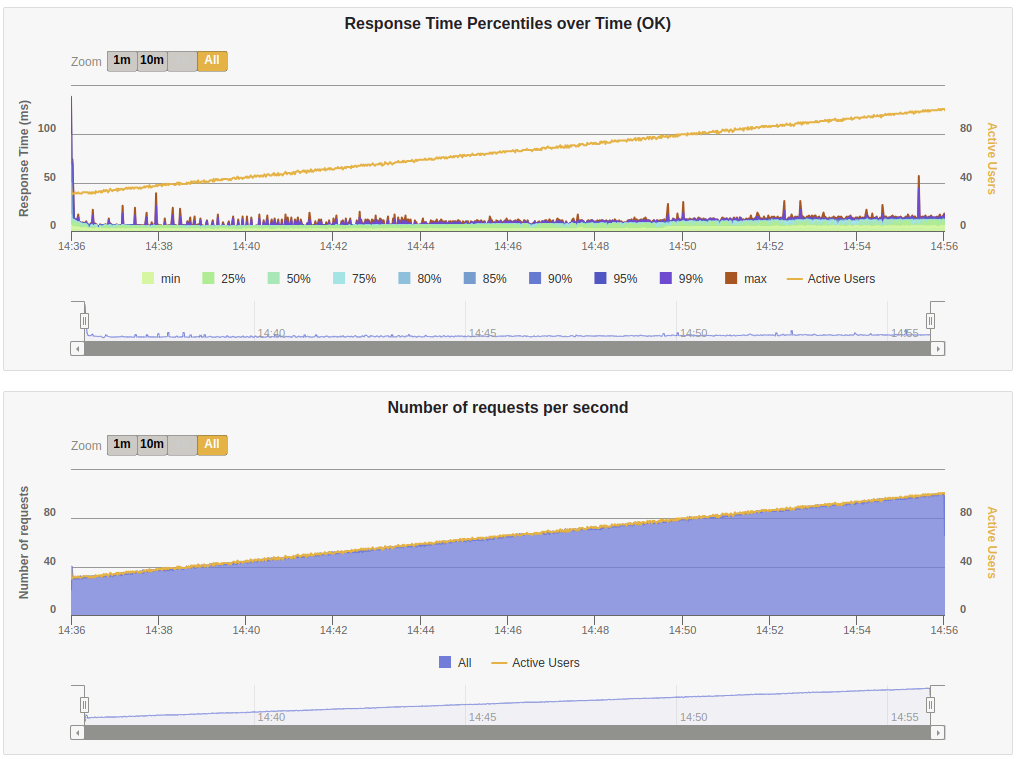 Response Time Percentiles over Time (OK)
Zoom 1m 10m All
Response Time (ms)
100
50
0
80
40
0
Active Users
14:36 14:38 14:40 14:42 14:44 14:46 14:48 14:50 14:52 14:54 14:56
min 25% 50% 75% 80% 85% 90% 95% 99% max Active Users
14:40 14:45 14:50 14:55
Number of requests per second
Zoom 1m 10m All
Number of requests
80
40
0
80
40
0
Active Users
14:36 14:38 14:40 14:42 14:44 14:46 14:48 14:50 14:52 14:54 14:56
All Active Users
14:40 14:45 14:50 14:55